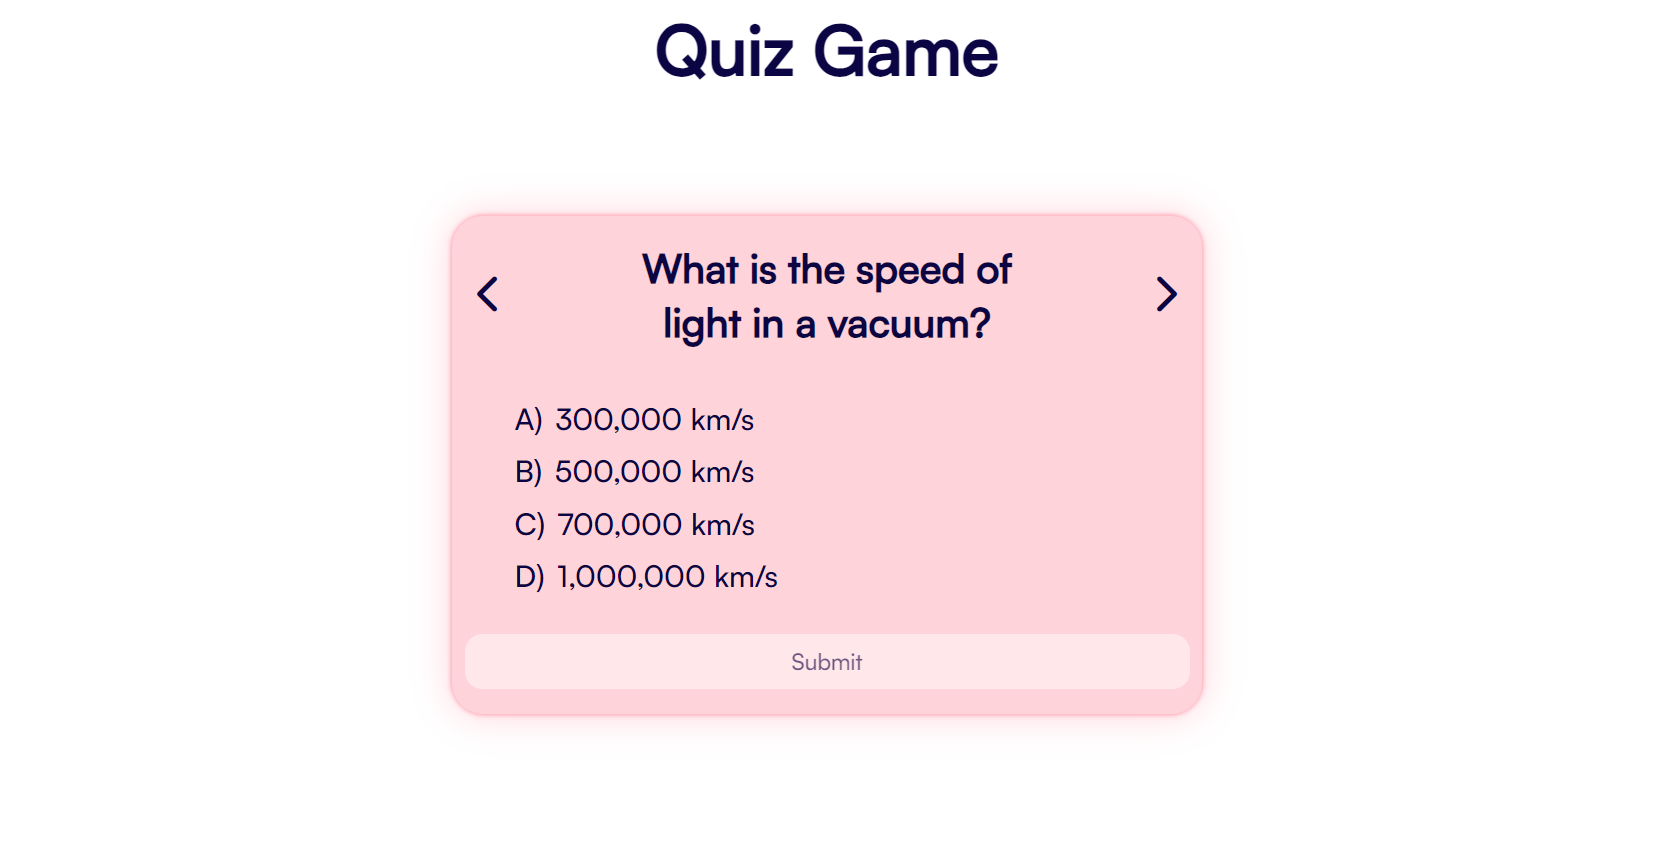 Quiz Game
What is the speed of
light in a vacuum?
A) 300,000 km/s
B) 500,000 km/s
C) 700,000 km/s
D) 1,000,000 km/s
Submit